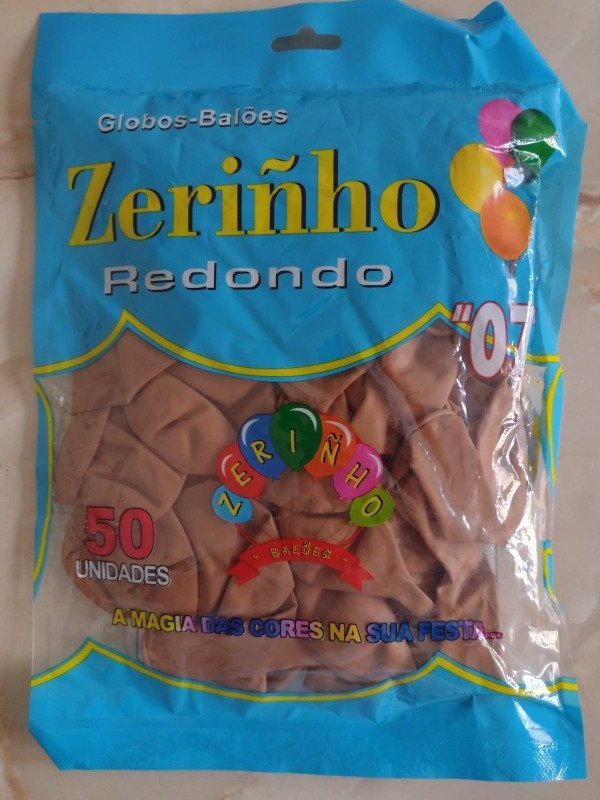 Globos-Balões
Zeriñho
Redondo
"07
ZERIÑHO
BALÕES
50
UNIDADES
A MAGIA DAS CORES NA SUA FESTA...